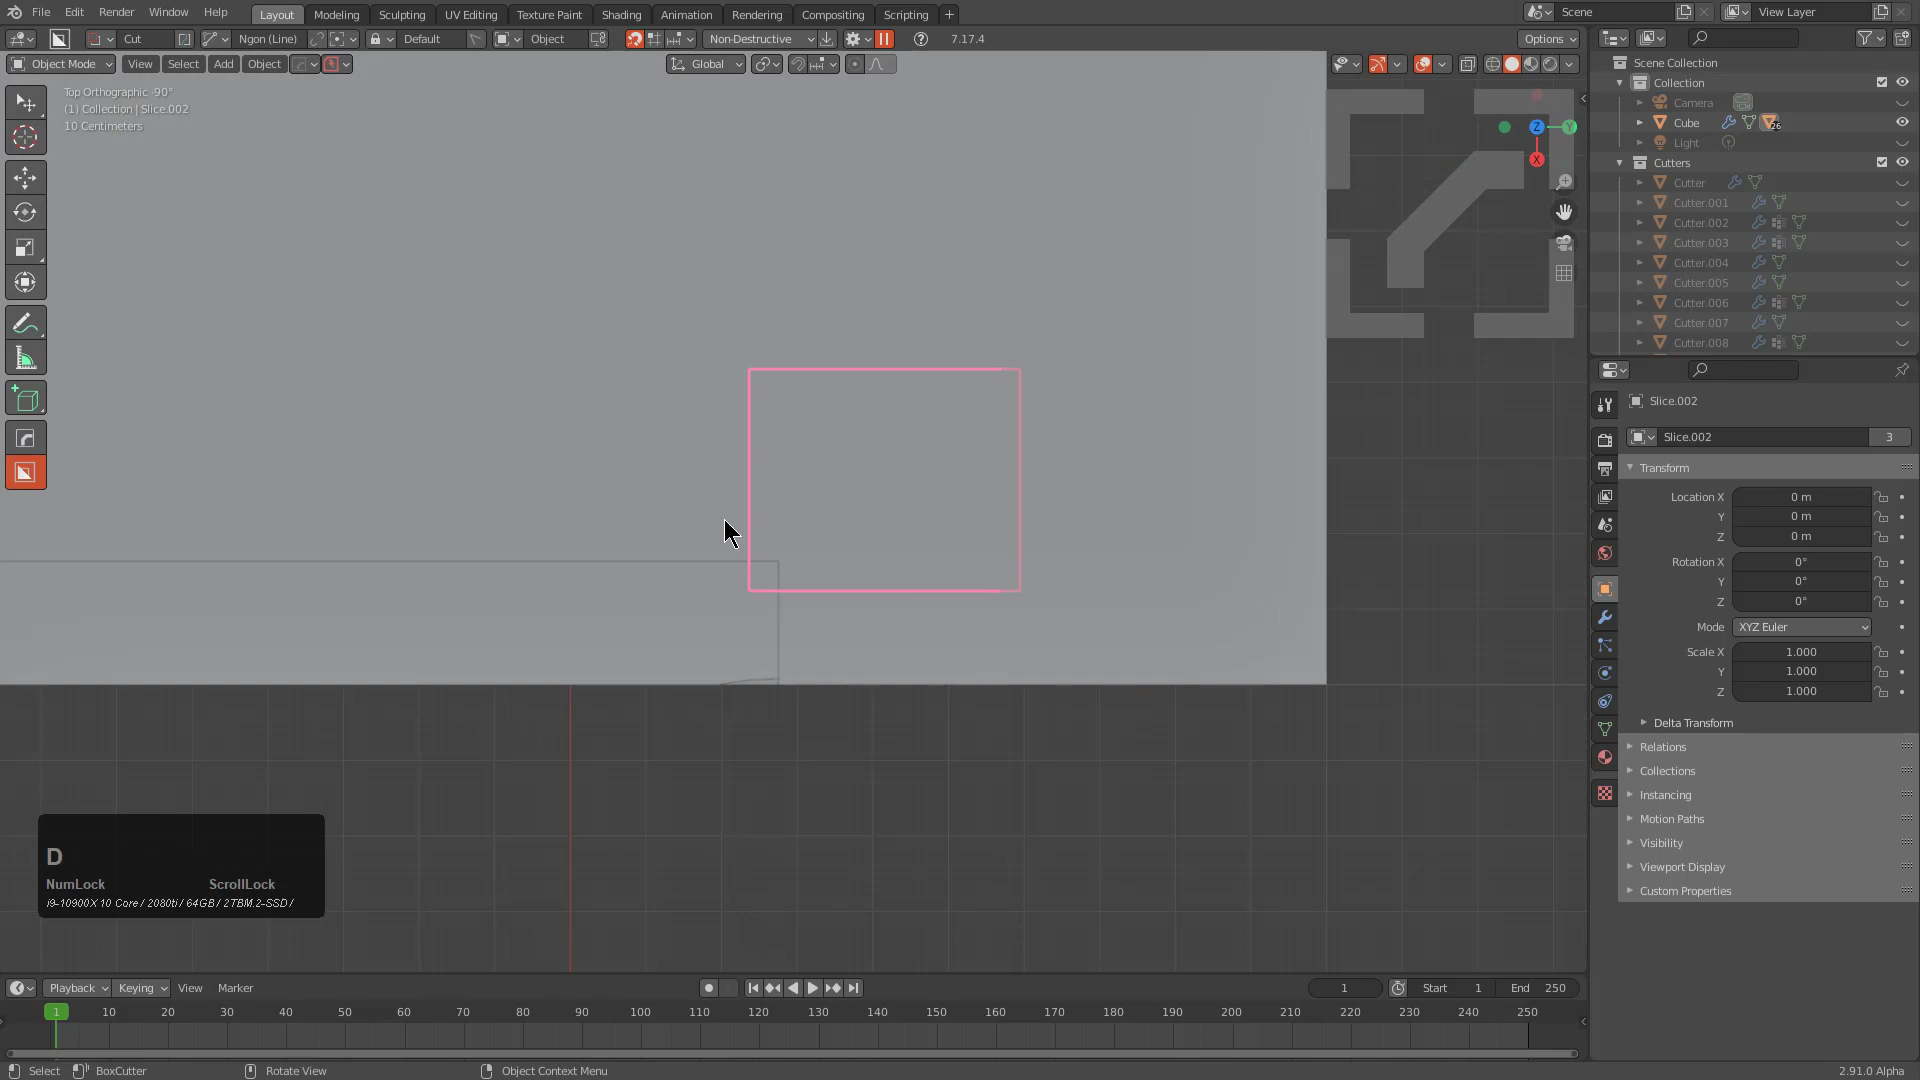 File Edit Render Window Help Layout Modeling Sculpting UV Editing Texture Paint Shading Animation Rendering Compositing Scripting + Scene View Layer
Cut Ngon (Line) Default Object Non-Destructive 7.17.4 Options
Object Mode View Select Add Object Global
Top Orthographic -90°
(1) Collection | Slice.002
10 Centimeters
Z
Y
X
Scene Collection
Collection
Camera
Cube 26
Light
Cutters
Cutter
Cutter.001
Cutter.002
Cutter.003
Cutter.004
Cutter.005
Cutter.006
Cutter.007
Cutter.008
Slice.002
Slice.002 3
Transform
Location X 0 m
Y 0 m
Z 0 m
Rotation X 0°
Y 0°
Z 0°
Mode XYZ Euler
Scale X 1.000
Y 1.000
Z 1.000
Delta Transform
Relations
Collections
Instancing
Motion Paths
Visibility
Viewport Display
Custom Properties
D
NumLock ScrollLock
i9-10900X 10 Core / 2080ti / 64GB / 2TBM.2-SSD /
Playback Keying View Marker 1 Start 1 End 250
1 10 20 30 40 50 60 70 80 90 100 110 120 130 140 150 160 170 180 190 200 210 220 230 240 250
Select BoxCutter Rotate View Object Context Menu 2.91.0 Alpha